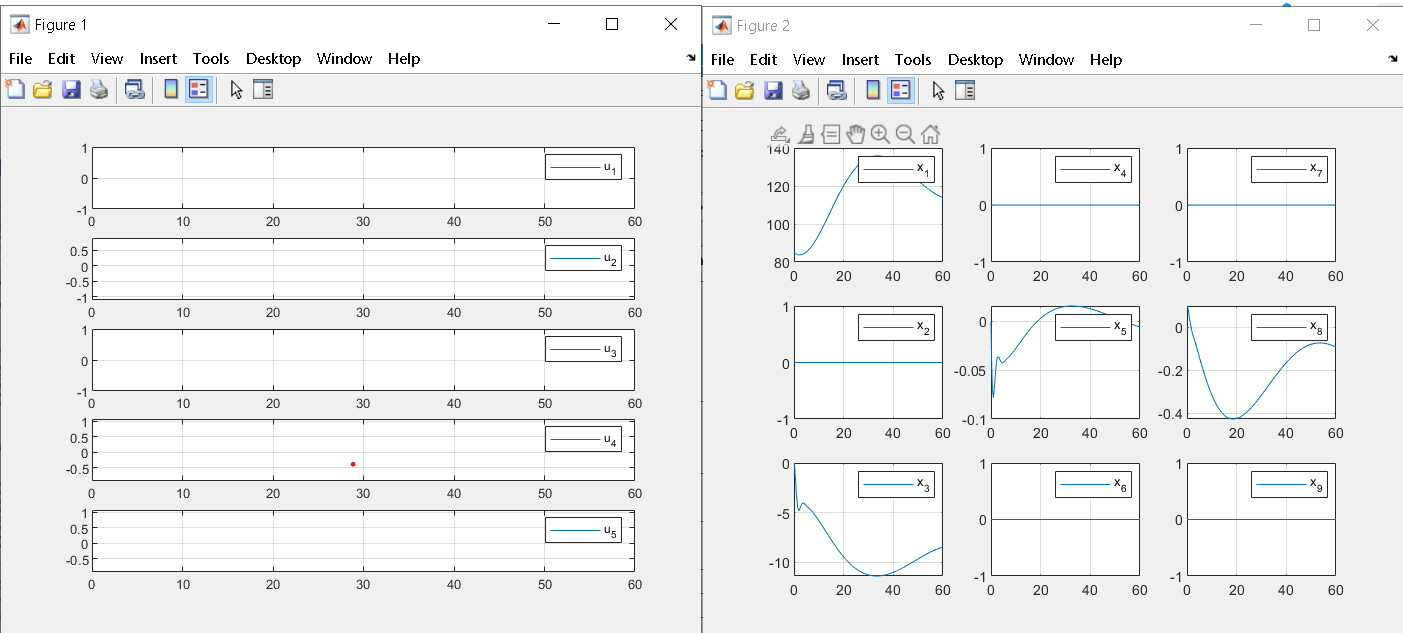 Figure 1
File Edit View Insert Tools Desktop Window Help
1
0
-1
u1
0 10 20 30 40 50 60
0.5
0
-0.5
-1
u2
0 10 20 30 40 50 60
1
0
-1
u3
0 10 20 30 40 50 60
1
0.5
0
-0.5
u4
0 10 20 30 40 50 60
1
0.5
0
-0.5
u5
0 10 20 30 40 50 60
Figure 2
File Edit View Insert Tools Desktop Window Help
140
120
100
80
x1
0 20 40 60
1
0
-1
x4
0 20 40 60
1
0
-1
x7
0 20 40 60
1
0
-1
x2
0 20 40 60
0
-0.05
-0.1
x5
0 20 40 60
0
-0.2
-0.4
x8
0 20 40 60
0
-5
-10
x3
0 20 40 60
1
0
-1
x6
0 20 40 60
1
0
-1
x9
0 20 40 60